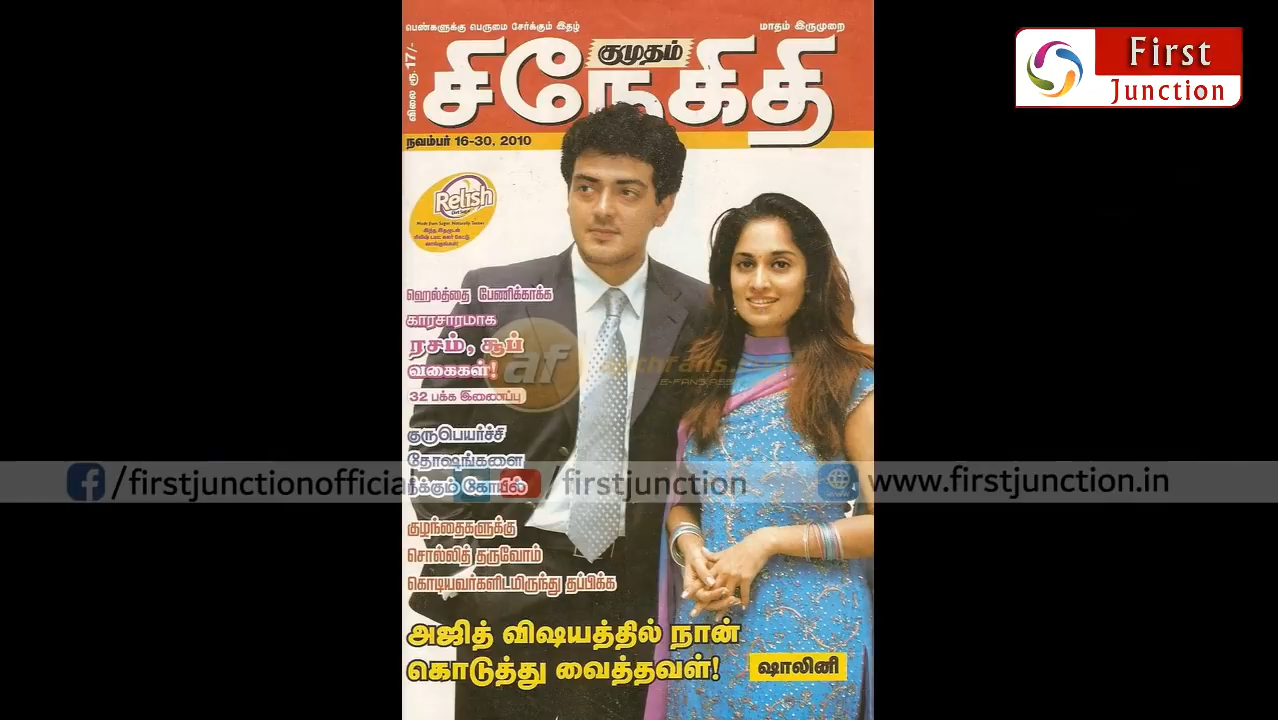 பெண்களுக்கு பெருமை சேர்க்கும் இதழ்
மாதம் இருமுறை
விலை ரூ.17/-
குமுதம்
சிநேகிதி
நவம்பர் 16-30, 2010
First
Junction
Relish
ஹெல்த்தை பேணிக்காக்க
காரசாரமாக
ரசம், சூப்
வகைகள்!
32 பக்க இணைப்பு
af
குருபெயர்ச்சி
தோஷங்களை
நீக்கும் கோயில்
/firstjunctionofficial
/firstjunction
www.firstjunction.in
குழந்தைகளுக்கு
சொல்லித் தருவோம்
கொடியவர்களிடமிருந்து தப்பிக்க
அஜித் விஷயத்தில் நான்
கொடுத்து வைத்தவள்!
ஷாலினி